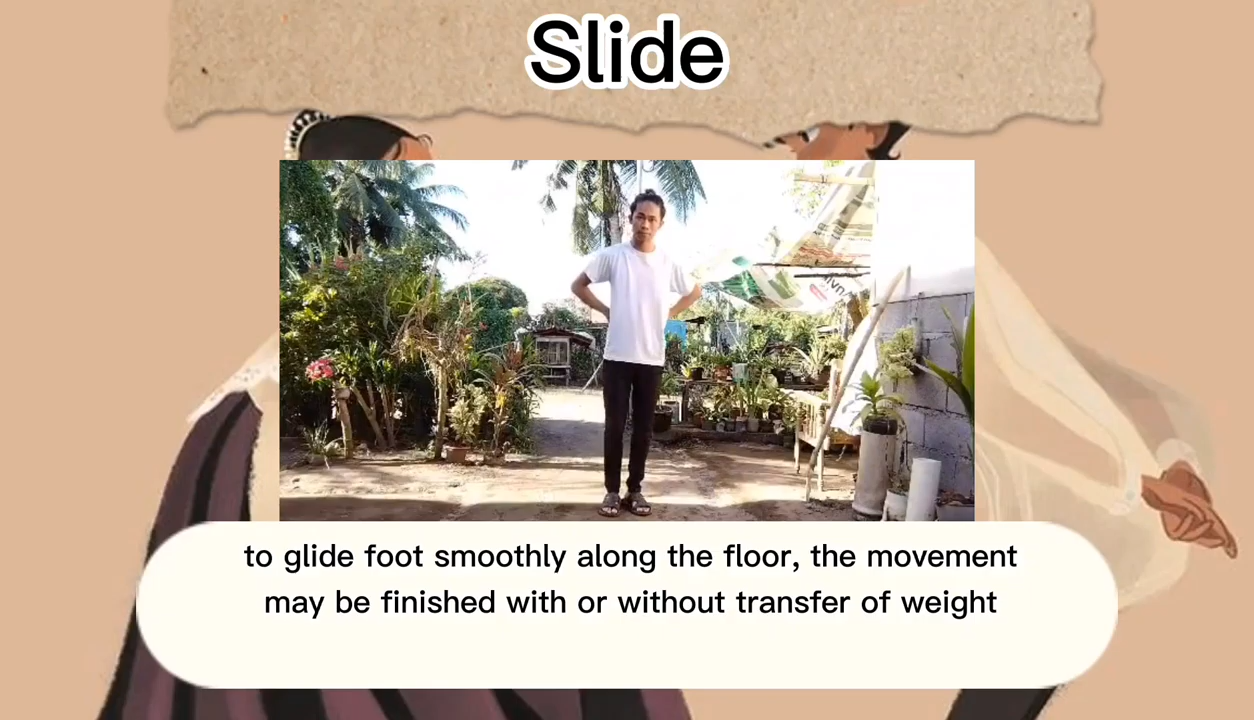 Slide
to glide foot smoothly along the floor, the movement
may be finished with or without transfer of weight